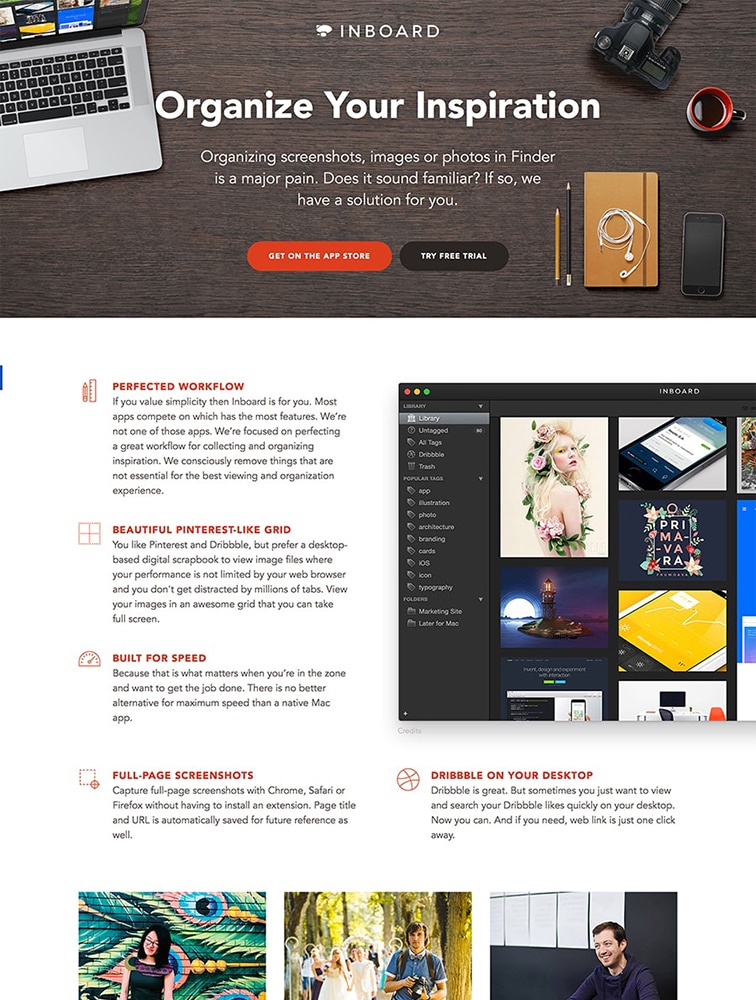 INBOARD
Organize Your Inspiration
Organizing screenshots, images or photos in Finder
is a major pain. Does it sound familiar? If so, we
have a solution for you.
GET ON THE APP STORE
TRY FREE TRIAL
PERFECTED WORKFLOW
If you value simplicity then Inboard is for you. Most
apps compete on which has the most features. We're
not one of those apps. We're focused on perfecting
a great workflow for collecting and organizing
inspiration. We consciously remove things that are
not essential for the best viewing and organization
experience.
BEAUTIFUL PINTEREST-LIKE GRID
You like Pinterest and Dribbble, but prefer a desktop-
based digital scrapbook to view image files where
your performance is not limited by your web browser
and you don't get distracted by millions of tabs. View
your images in an awesome grid that you can take
full screen.
BUILT FOR SPEED
Because that is what matters when you're in the zone
and want to get the job done. There is no better
alternative for maximum speed than a native Mac
app.
INBOARD
LIBRARY
Library
Untagged
All Tags
Dribbble
Trash
POPULAR TAGS
app
illustration
photo
architecture
branding
cards
iOS
icon
typography
FOLDERS
Marketing Site
Later for Mac
PRI
MA-
VA
RA
Invent, design and experiment
with interaction
Credits
FULL-PAGE SCREENSHOTS
Capture full-page screenshots with Chrome, Safari or
Firefox without having to install an extension. Page title
and URL is automatically saved for future reference as
well.
DRIBBBLE ON YOUR DESKTOP
Dribbble is great. But sometimes you just want to view
and search your Dribbble likes quickly on your desktop.
Now you can. And if you need, web link is just one click
away.